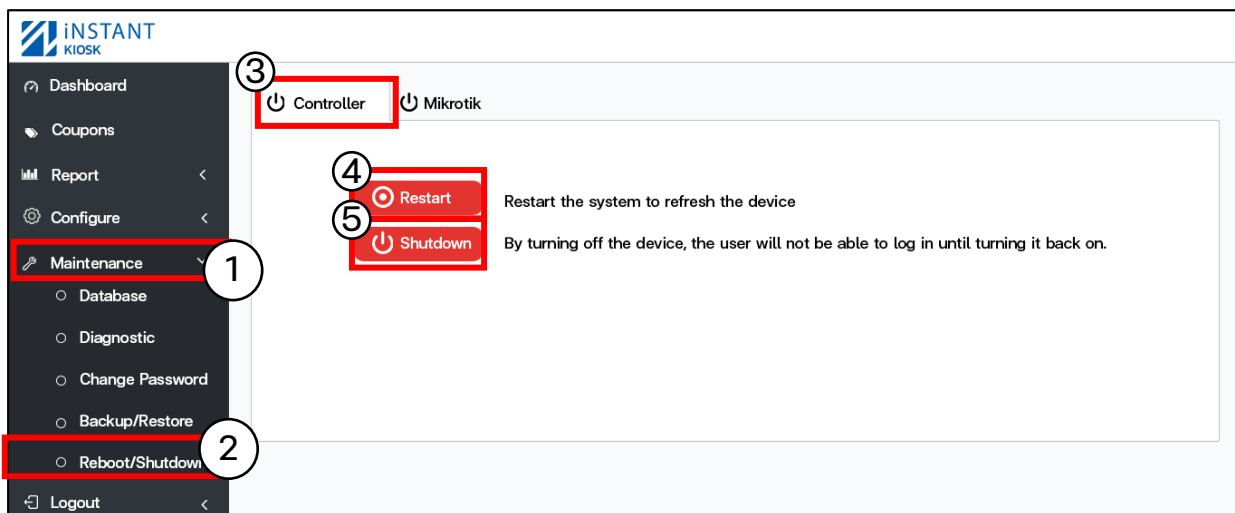 iNSTANT
KIOSK
Dashboard
Coupons
Report
Configure
Maintenance
Database
Diagnostic
Change Password
Backup/Restore
Reboot/Shutdown
Logout
1
2
3
Controller
Mikrotik
4
Restart
Restart the system to refresh the device
5
Shutdown
By turning off the device, the user will not be able to log in until turning it back on.